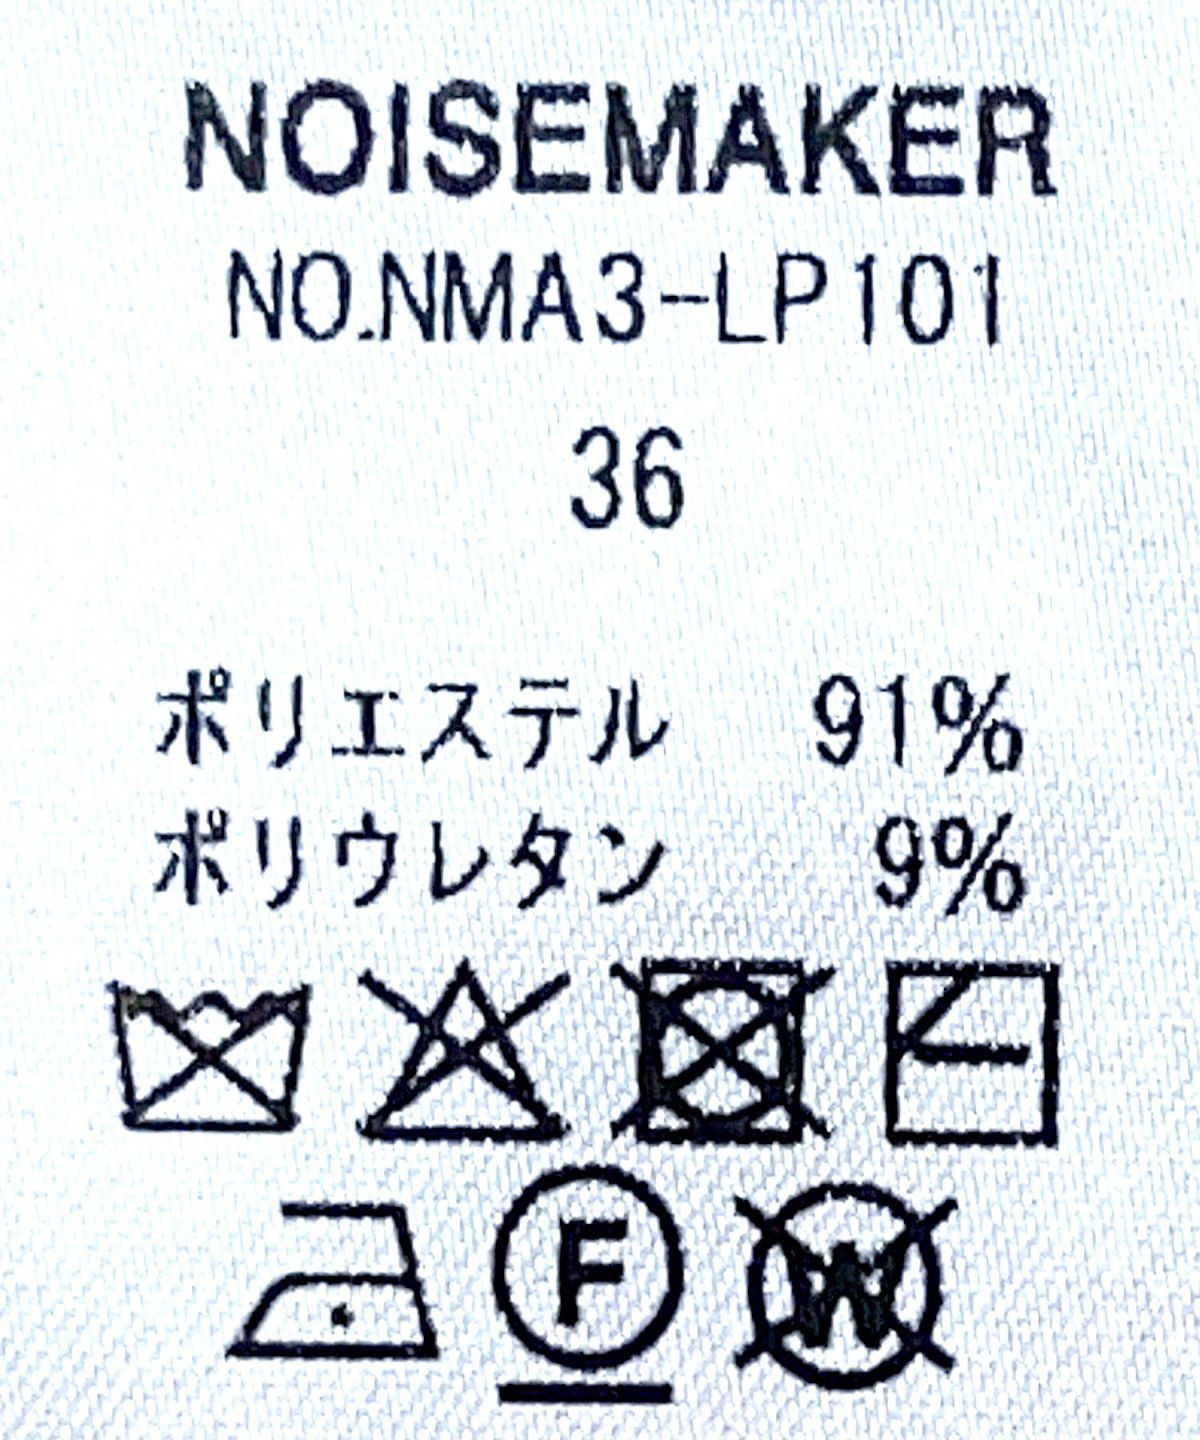 NOISEMAKER
NO.NMA3-LP101
36
ポリエステル 91%
ポリウレタン 9%
F
W